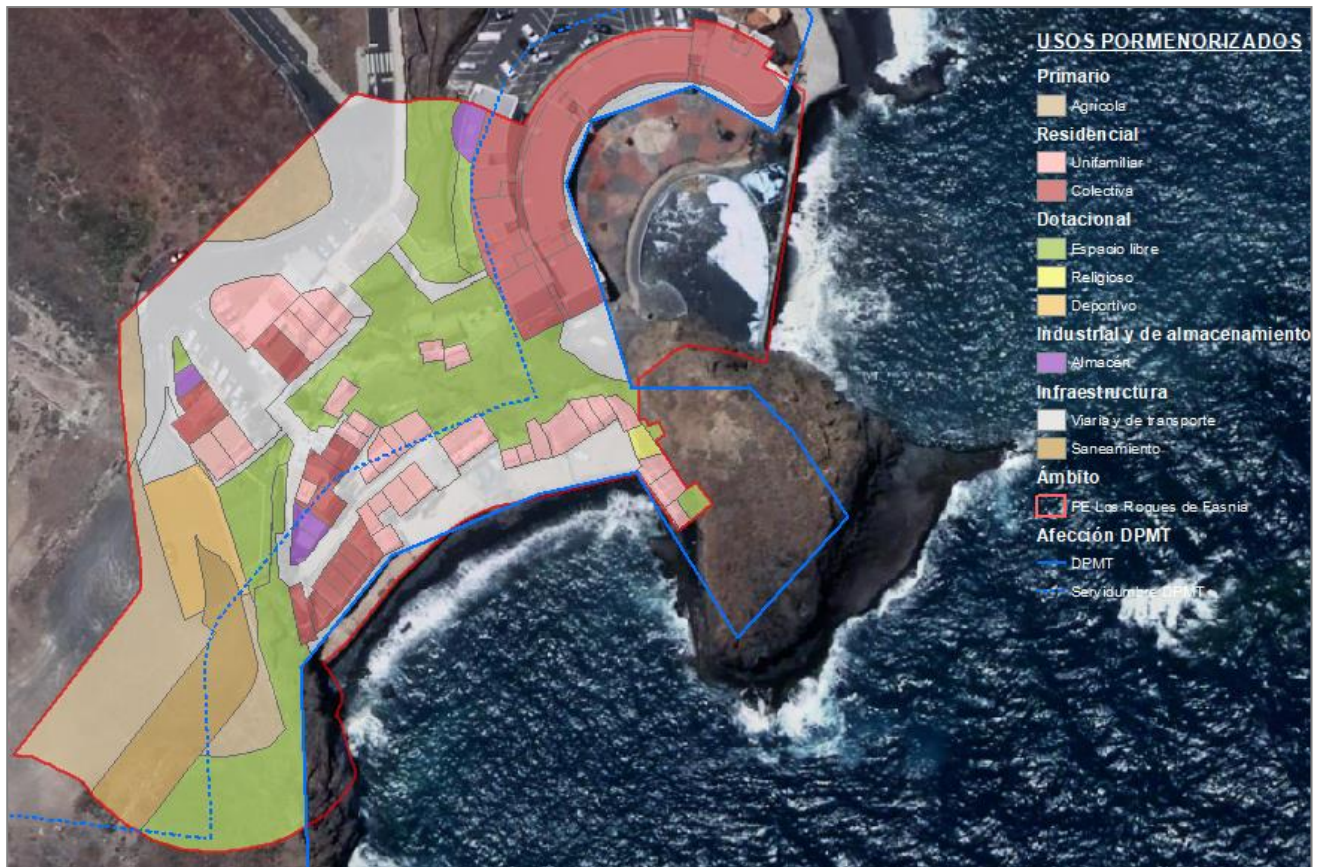 USOS PORMENORIZADOS
Primario
Agrícola
Residencial
Unifamiliar
Colectiva
Dotacional
Espacio libre
Religioso
Deportivo
Industrial y de almacenamiento
Almacén
Infraestructura
Viaria y de transporte
Saneamiento
Ámbito
PE Los Roques de Fasnia
Afección DPMT
DPMT
Servidumbre DPMT